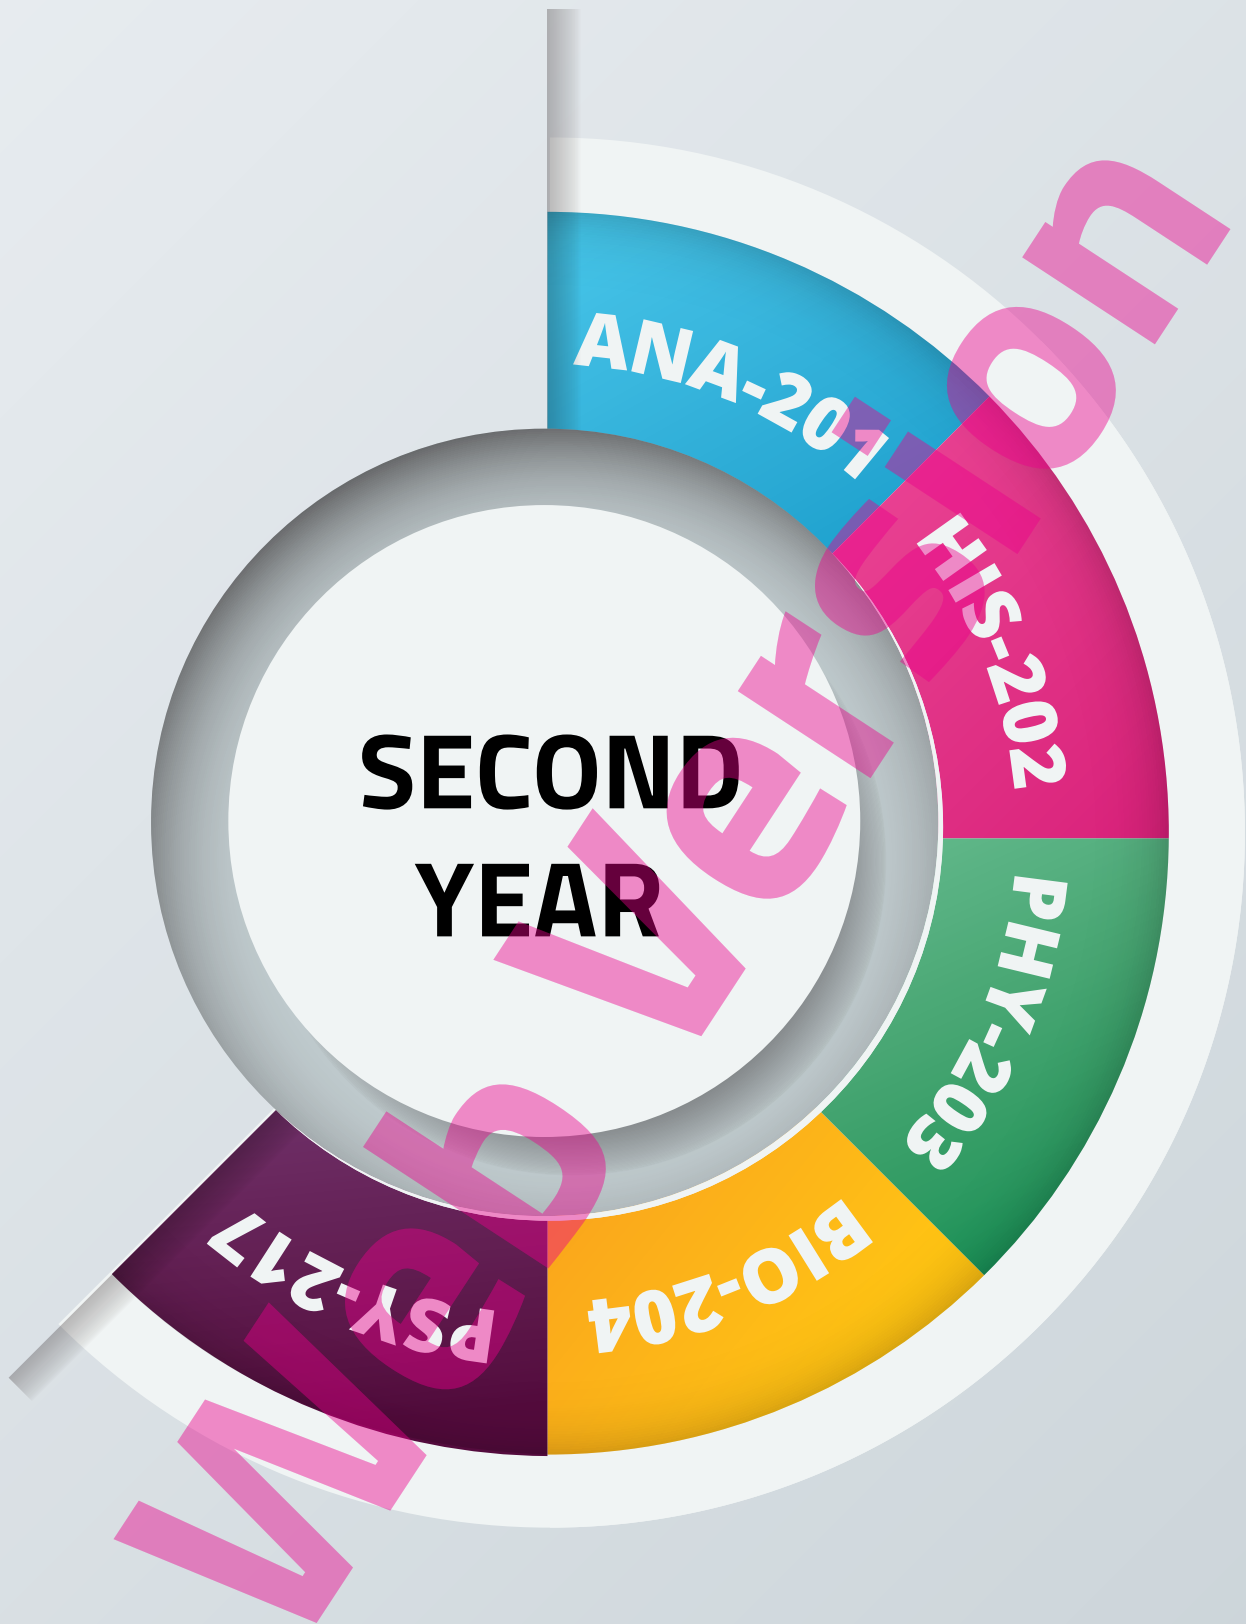 ANA-201
HIS-202
PHY-203
BIO-204
PSY-217
SECOND
YEAR
Web Version